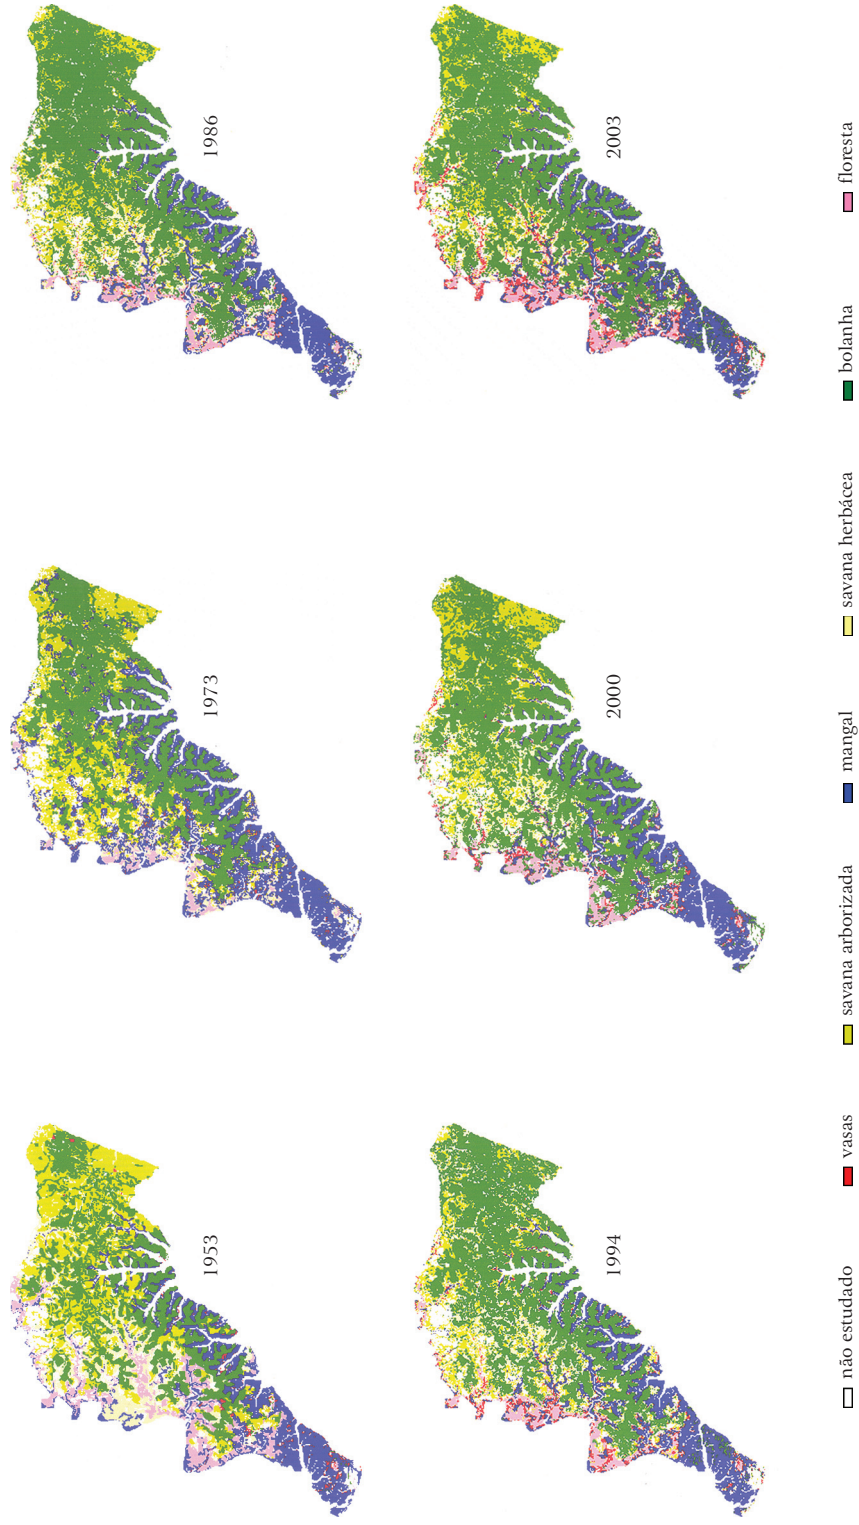 1953
1973
1986
1994
2000
2003
não estudado
vasas
savana arborizada
mangal
savana herbácea
bolanha
floresta